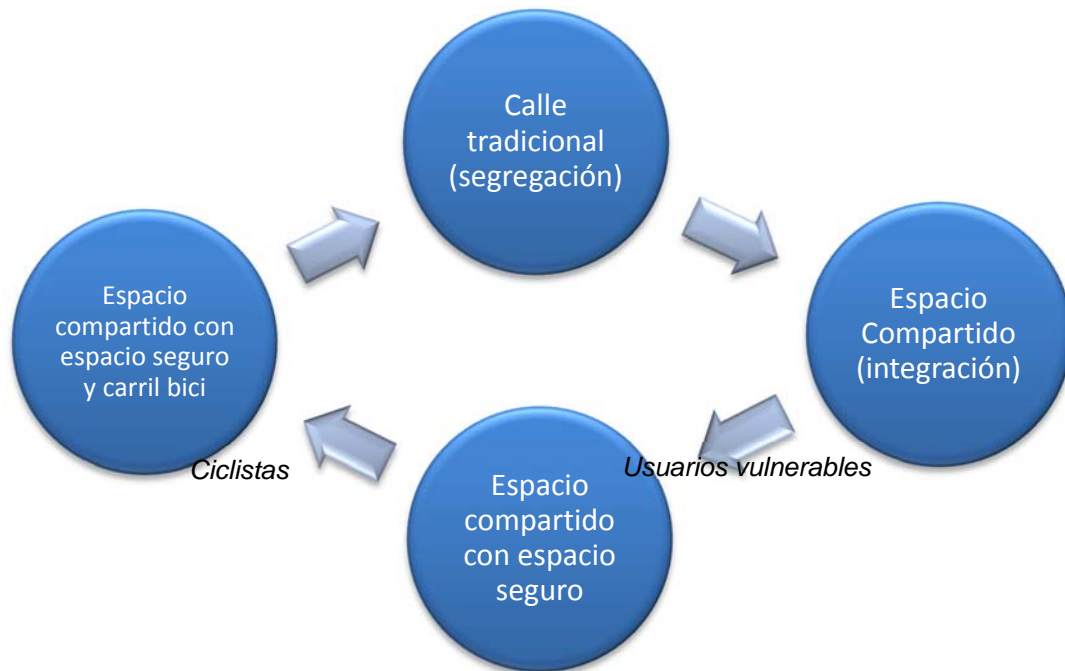 Calle
tradicional
(segregación)
Espacio
Compartido
(integración)
Usuarios vulnerables
Espacio
compartido
con espacio
seguro
Ciclistas
Espacio
compartido con
espacio seguro
y carril bici